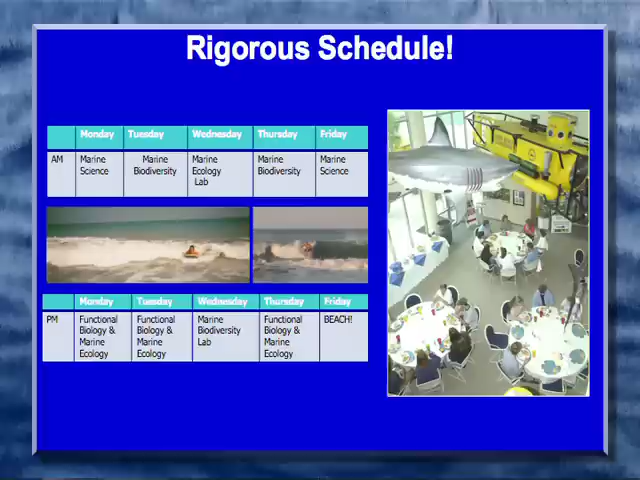 Rigorous Schedule!
Monday Tuesday Wednesday Thursday Friday
AM Marine Marine Marine Marine Marine
Science Biodiversity Ecology Biodiversity Science
Lab
Monday Tuesday Wednesday Thursday Friday
PM Functional Functional Marine Functional BEACH!
Biology & Biology & Biodiversity Biology &
Marine Marine Lab Marine
Ecology Ecology Ecology